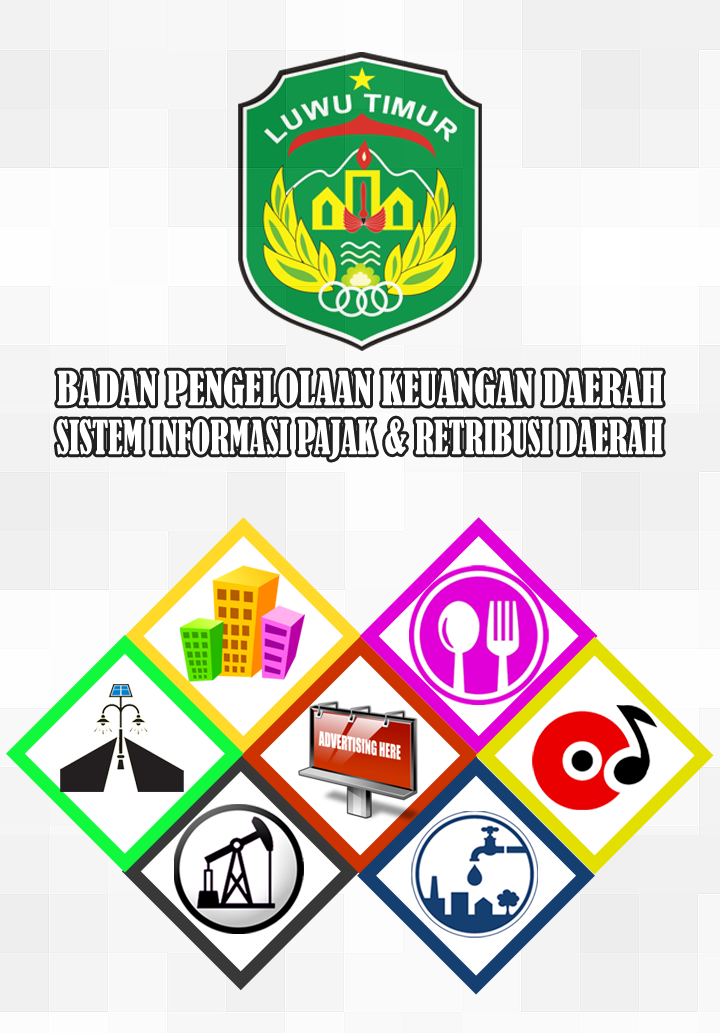 LUWU TIMUR
BADAN PENGELOLAAN KEUANGAN DAERAH
SISTEM INFORMASI PAJAK & RETRIBUSI DAERAH
ADVERTISING HERE